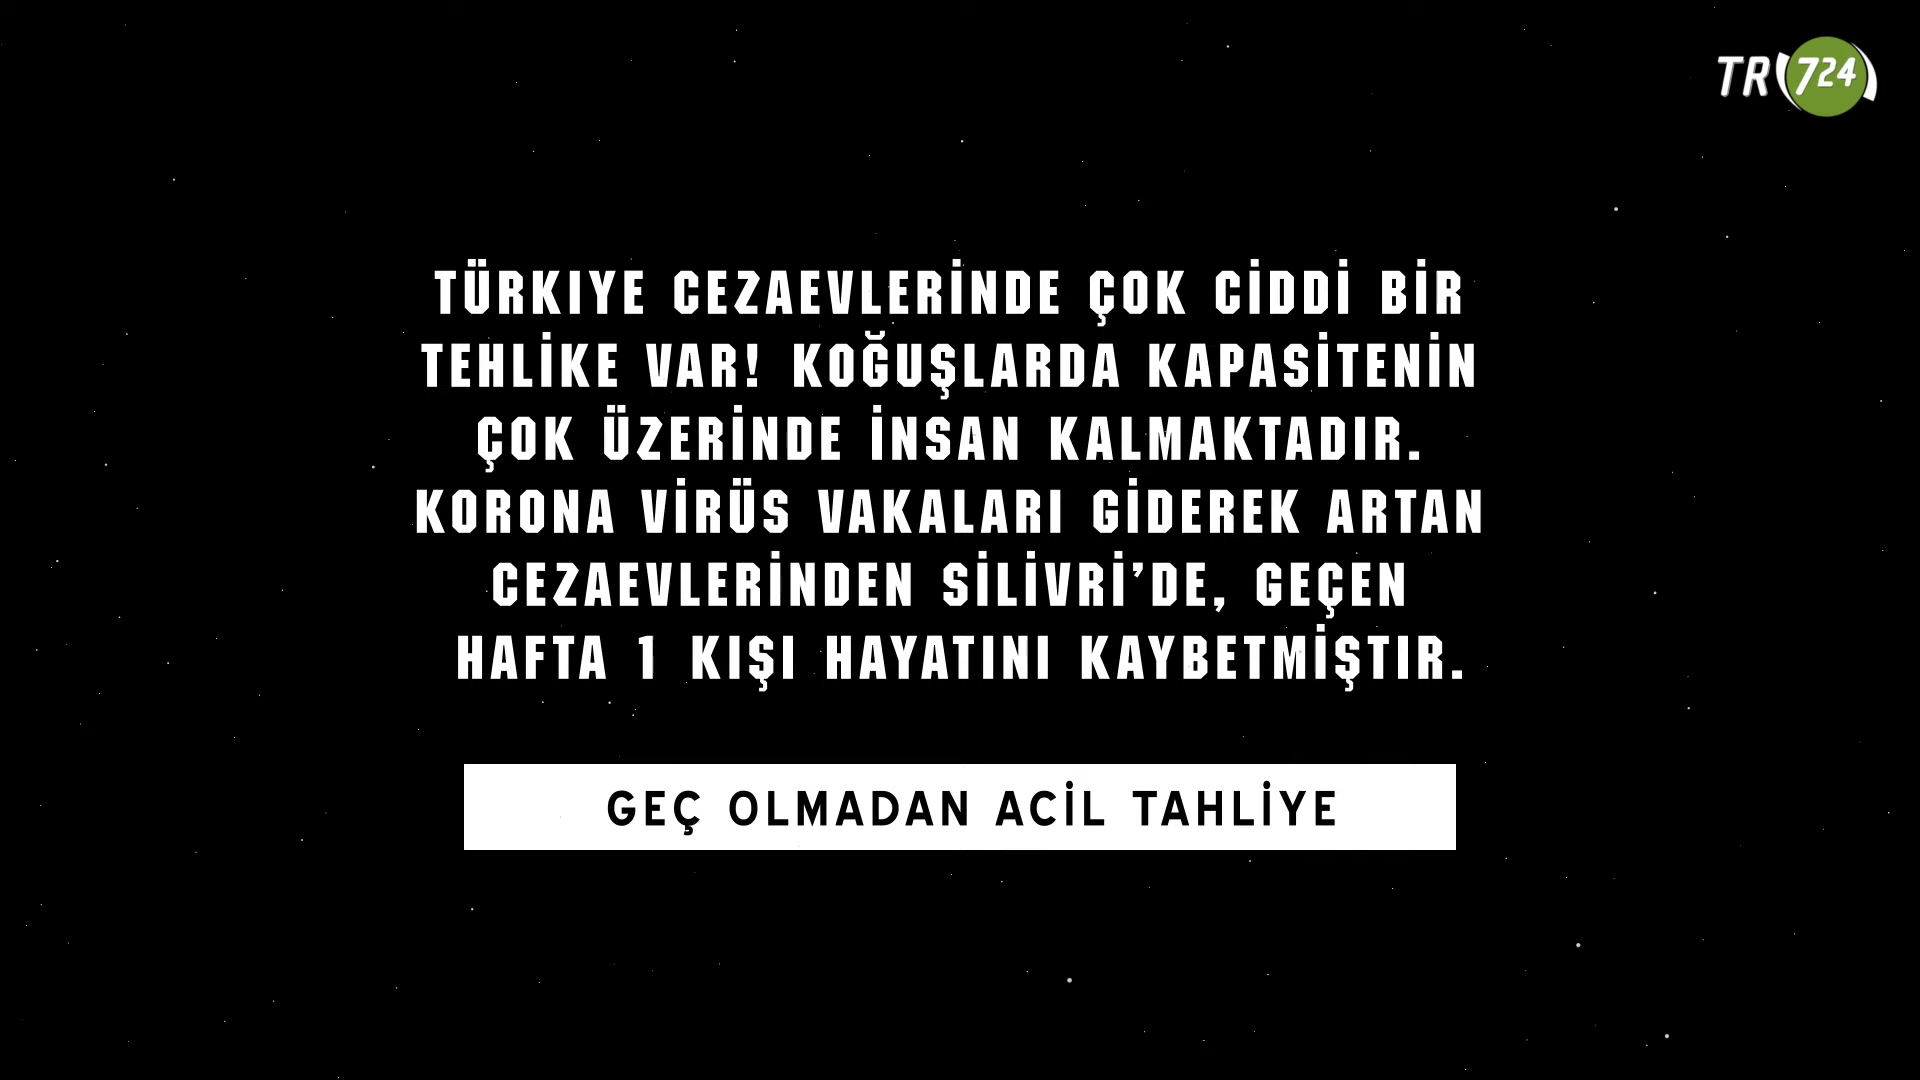 TR724
TÜRKIYE CEZAEVLERİNDE ÇOK CİDDİ BİR
TEHLİKE VAR! KOĞUŞLARDA KAPASİTENİN
ÇOK ÜZERİNDE İNSAN KALMAKTADIR.
KORONA VİRÜS VAKALARI GİDEREK ARTAN
CEZAEVLERİNDEN SİLİVRİ’DE, GEÇEN
HAFTA 1 KIŞI HAYATINI KAYBETMİŞTIR.
GEÇ OLMADAN ACİL TAHLİYE